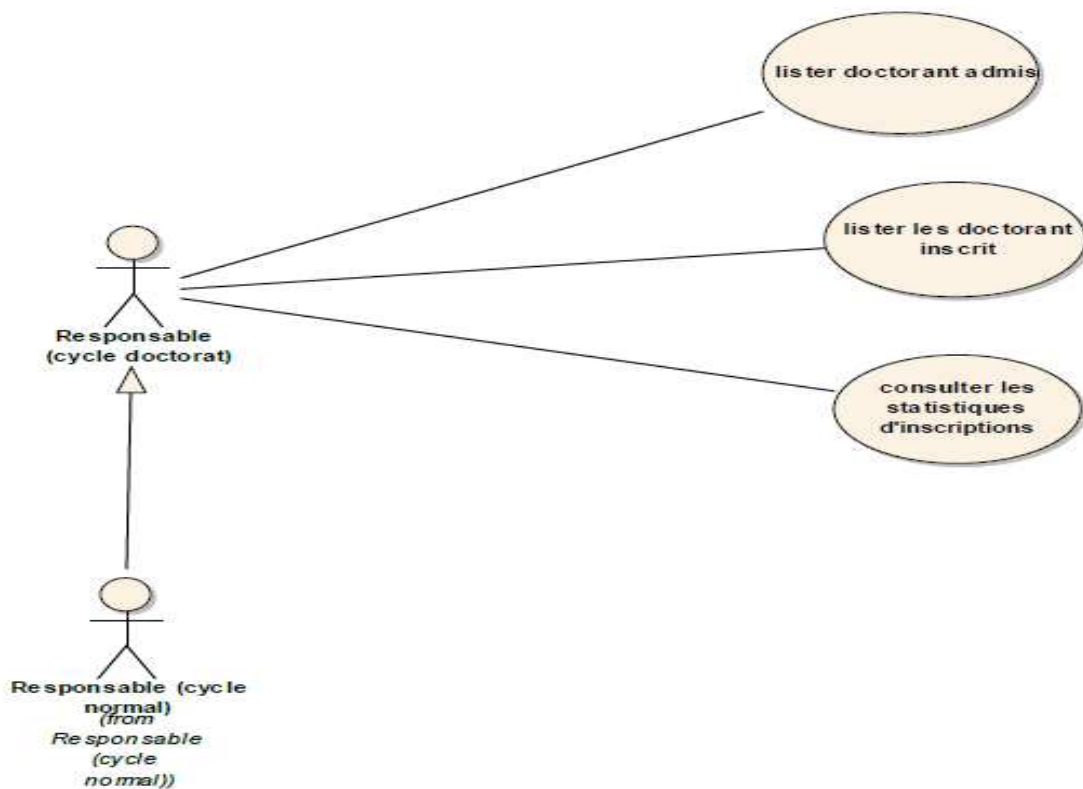 lister doctorant admis
lister les doctorant
inscrit
Responsable
(cycle doctorat)
consulter les
statistiques
d'inscriptions
Responsable (cycle
normal)
(from
Responsable
(cycle
normal))